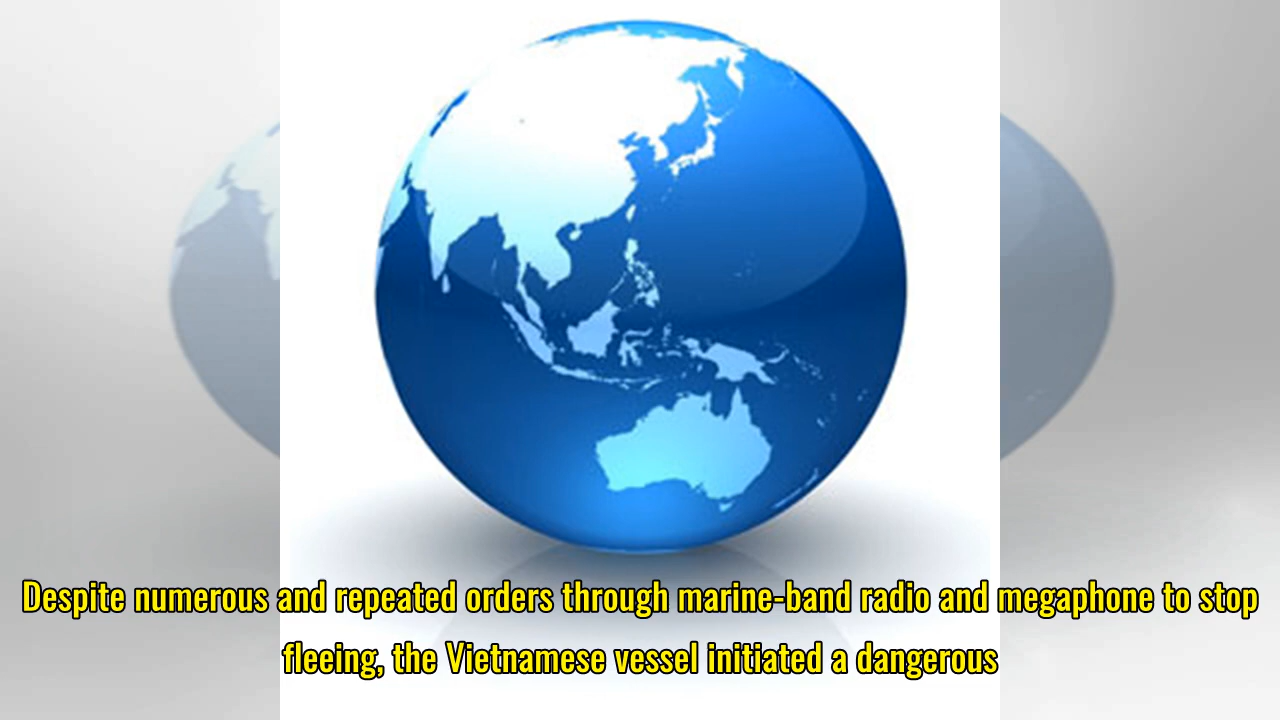 Despite numerous and repeated orders through marine-band radio and megaphone to stop
fleeing, the Vietnamese vessel initiated a dangerous